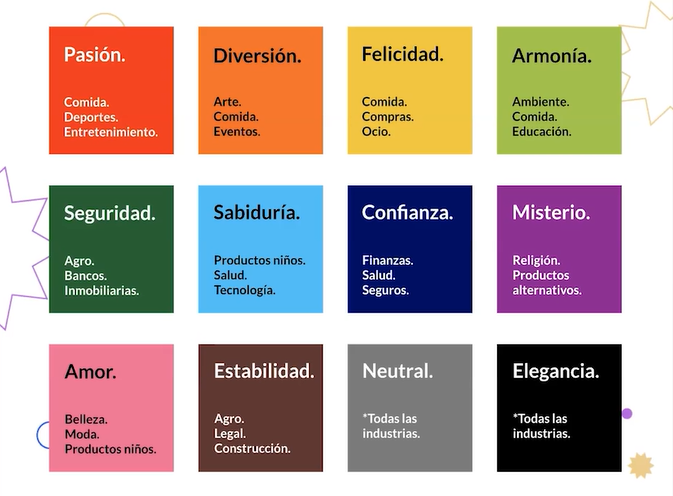 Pasión.
Comida.
Deportes.
Entretenimiento.
Diversión.
Arte.
Comida.
Eventos.
Felicidad.
Comida.
Compras.
Ocio.
Armonía.
Ambiente.
Comida.
Educación.
Seguridad.
Agro.
Bancos.
Inmobiliarias.
Sabiduría.
Productos niños.
Salud.
Tecnología.
Confianza.
Finanzas.
Salud.
Seguros.
Misterio.
Religión.
Productos
alternativos.
Amor.
Belleza.
Moda.
Productos niños.
Estabilidad.
Agro.
Legal.
Construcción.
Neutral.
*Todas las
industrias.
Elegancia.
*Todas las
industrias.